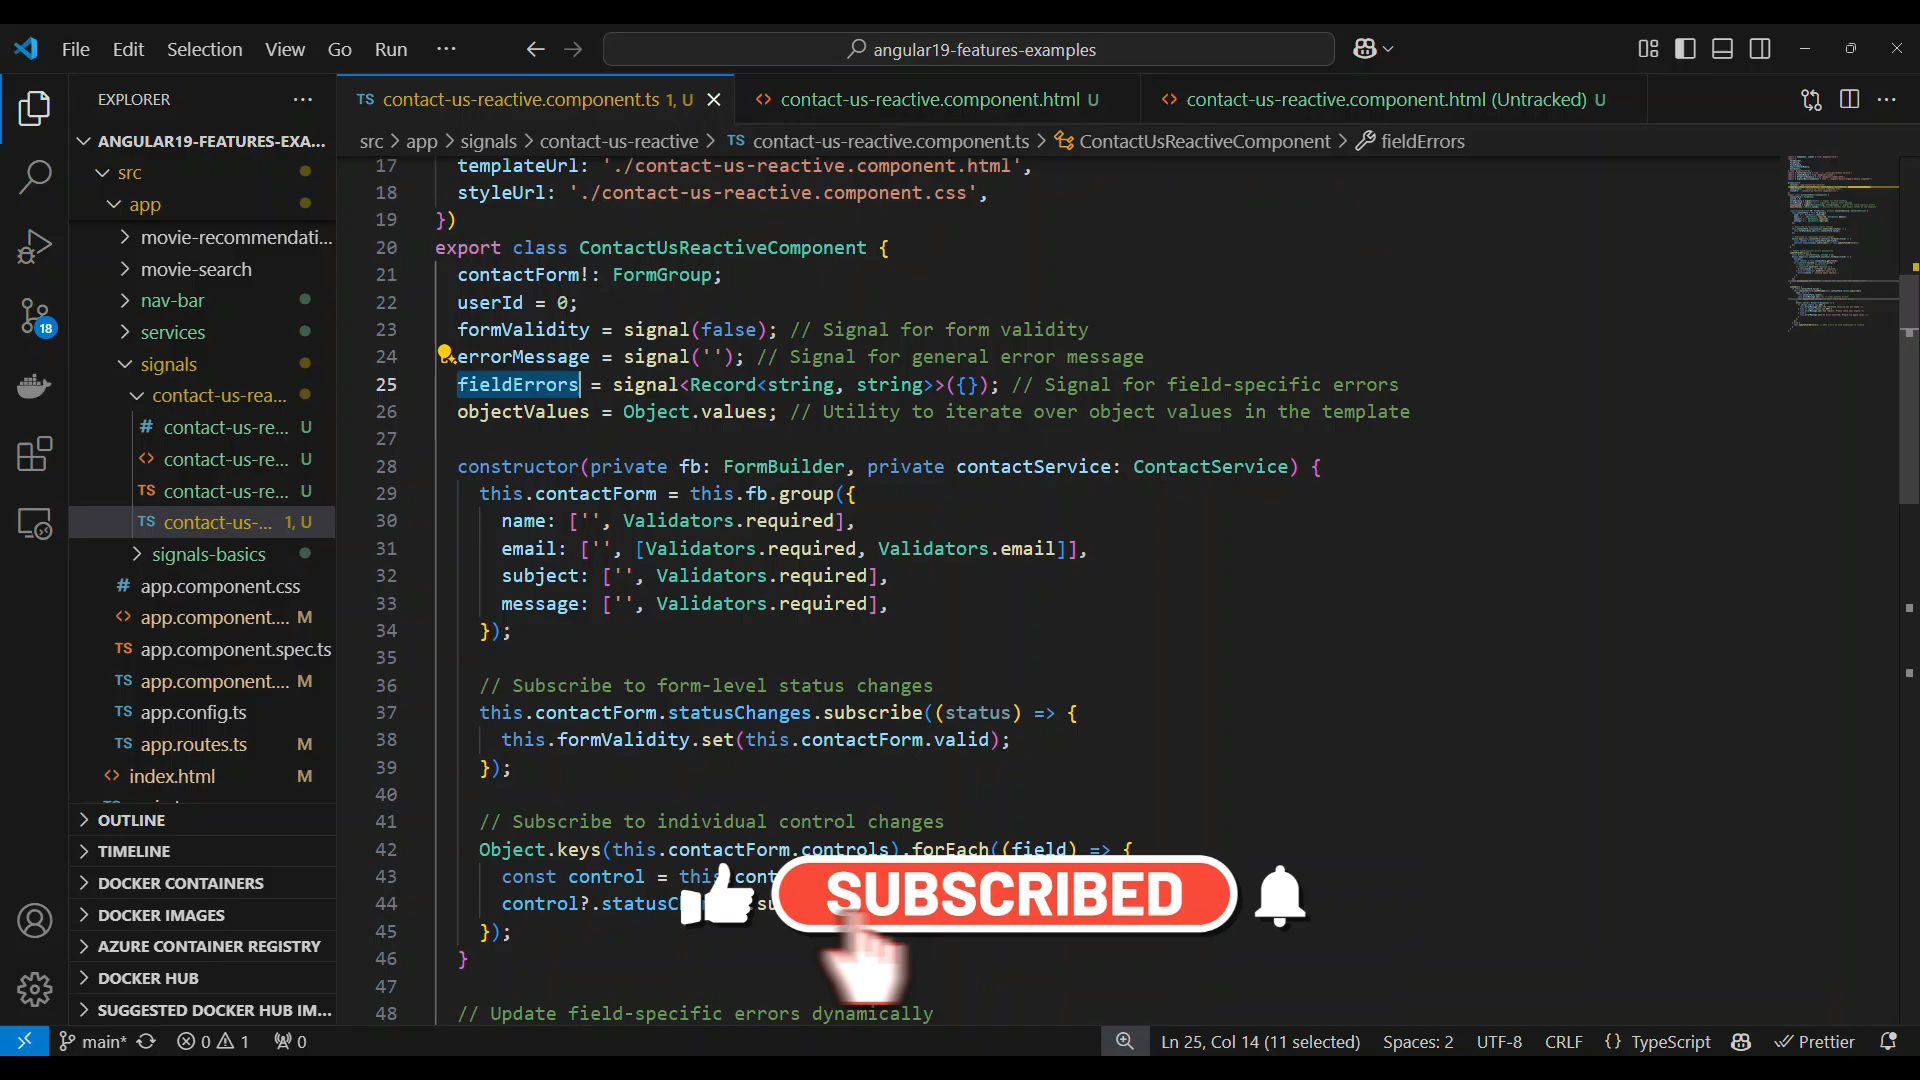 File Edit Selection View Go Run ···
angular19-features-examples
EXPLORER ···
ANGULAR19-FEATURES-EXA...
src
app
movie-recommendati...
movie-search
nav-bar
services
signals
contact-us-rea...
# contact-us-re... U
<> contact-us-re... U
TS contact-us-re... U
TS contact-us-... 1, U
signals-basics
# app.component.css
<> app.component.... M
TS app.component.spec.ts
TS app.component.... M
TS app.config.ts
TS app.routes.ts M
<> index.html M
OUTLINE
TIMELINE
DOCKER CONTAINERS
DOCKER IMAGES
AZURE CONTAINER REGISTRY
DOCKER HUB
SUGGESTED DOCKER HUB IM...
18
TS contact-us-reactive.component.ts 1, U
<> contact-us-reactive.component.html U
<> contact-us-reactive.component.html (Untracked) U
src > app > signals > contact-us-reactive > TS contact-us-reactive.component.ts > ContactUsReactiveComponent > fieldErrors
17 templateUrl: './contact-us-reactive.component.html',
18 styleUrl: './contact-us-reactive.component.css',
19 })
20 export class ContactUsReactiveComponent {
21 contactForm!: FormGroup;
22 userId = 0;
23 formValidity = signal(false); // Signal for form validity
24 errorMessage = signal(''); // Signal for general error message
25 fieldErrors = signal<Record<string, string>>({}); // Signal for field-specific errors
26 objectValues = Object.values; // Utility to iterate over object values in the template
27
28 constructor(private fb: FormBuilder, private contactService: ContactService) {
29 this.contactForm = this.fb.group({
30 name: ['', Validators.required],
31 email: ['', [Validators.required, Validators.email]],
32 subject: ['', Validators.required],
33 message: ['', Validators.required],
34 });
35
36 // Subscribe to form-level status changes
37 this.contactForm.statusChanges.subscribe((status) => {
38 this.formValidity.set(this.contactForm.valid);
39 });
40
41 // Subscribe to individual control changes
42 Object.keys(this.contactForm.controls).forEach((field) => {
43 const control = this.cont
44 control?.statusC
45 });
46 }
47
48 // Update field-specific errors dynamically
SUBSCRIBED
main* 0 1 0
Ln 25, Col 14 (11 selected) Spaces: 2 UTF-8 CRLF {} TypeScript Prettier